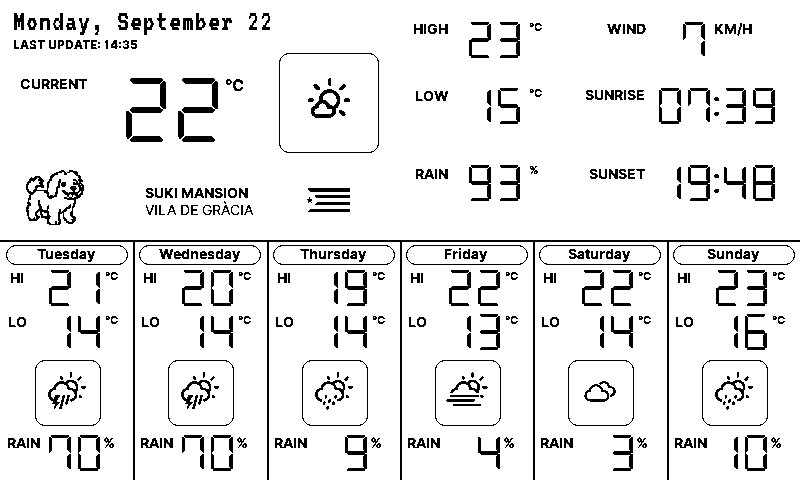 Monday, September 22
LAST UPDATE: 14:35
CURRENT 22 °C
HIGH 23 °C
WIND 7 KM/H
LOW 15 °C
SUNRISE 07:39
RAIN 93 %
SUNSET 19:48
SUKI MANSION
VILA DE GRÀCIA
Tuesday
HI 21 °C
LO 14 °C
RAIN 70 %
Wednesday
HI 20 °C
LO 14 °C
RAIN 70 %
Thursday
HI 19 °C
LO 14 °C
RAIN 9 %
Friday
HI 22 °C
LO 13 °C
RAIN 4 %
Saturday
HI 22 °C
LO 14 °C
RAIN 3 %
Sunday
HI 23 °C
LO 16 °C
RAIN 10 %